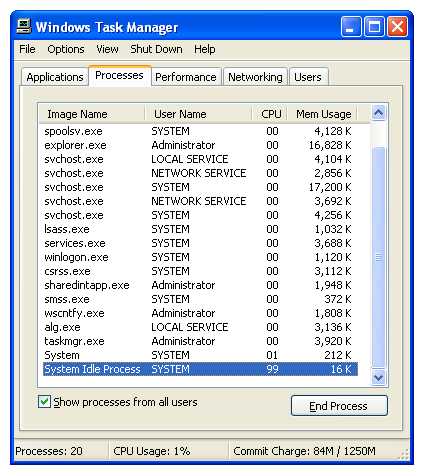 Windows Task Manager
File Options View Shut Down Help
Applications Processes Performance Networking Users
Image Name User Name CPU Mem Usage
spoolsv.exe SYSTEM 00 4,128 K
explorer.exe Administrator 00 16,828 K
svchost.exe LOCAL SERVICE 00 4,104 K
svchost.exe NETWORK SERVICE 00 2,856 K
svchost.exe SYSTEM 00 17,200 K
svchost.exe NETWORK SERVICE 00 3,692 K
svchost.exe SYSTEM 00 4,256 K
lsass.exe SYSTEM 00 1,032 K
services.exe SYSTEM 00 3,688 K
winlogon.exe SYSTEM 00 1,120 K
csrss.exe SYSTEM 00 3,112 K
sharedintapp.exe Administrator 00 1,948 K
smss.exe SYSTEM 00 372 K
wscntfy.exe Administrator 00 1,808 K
alg.exe LOCAL SERVICE 00 3,136 K
taskmgr.exe Administrator 00 3,920 K
System SYSTEM 01 212 K
System Idle Process SYSTEM 99 16 K
Show processes from all users End Process
Processes: 20 CPU Usage: 1% Commit Charge: 84M / 1250M